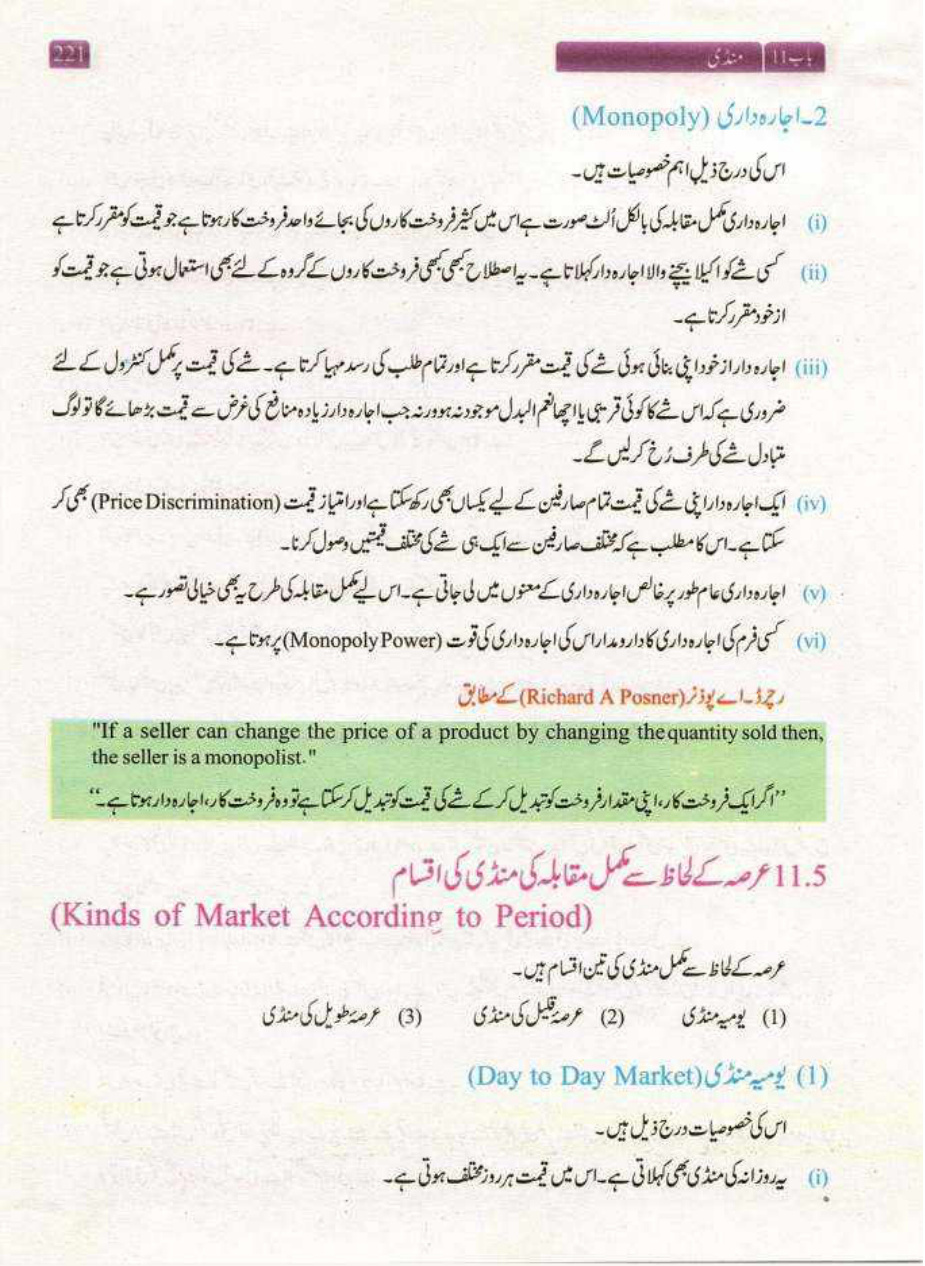 باب 11 منڈی
221
2۔اجارہ داری (Monopoly)
اس کی درج ذیل اہم خصوصیات ہیں۔
(i) اجارہ داری مکمل مقابلہ کی بالکل اُلٹ صورت ہے اس میں کثیر فروخت کاروں کی بجائے واحد فروخت کار ہوتا ہے جو قیمت کو مقرر کرتا ہے
(ii) کسی شے کو اکیلا بیچنے والا اجارہ دار کہلاتا ہے۔ یہ اصطلاح کبھی کبھی فروخت کاروں کے گروہ کے لئے بھی استعمال ہوتی ہے جو قیمت کو
از خود مقرر کرتا ہے۔
(iii) اجارہ دار از خود اپنی بنائی ہوئی شے کی قیمت مقرر کرتا ہے اور تمام طلب کی رسد مہیا کرتا ہے۔ شے کی قیمت پر مکمل کنٹرول کے لئے
ضروری ہے کہ اس شے کا کوئی قریبی یا اچھا نعم البدل موجود نہ ہو ورنہ جب اجارہ دار زیادہ منافع کی غرض سے قیمت بڑھائے گا تو لوگ
متبادل شے کی طرف رُخ کر لیں گے۔
(iv) ایک اجارہ دار اپنی شے کی قیمت تمام صارفین کے لیے یکساں بھی رکھ سکتا ہے اور امتیاز قیمت (Price Discrimination) بھی کر
سکتا ہے۔ اس کا مطلب ہے کہ مختلف صارفین سے ایک ہی شے کی مختلف قیمتیں وصول کرنا۔
(v) اجارہ داری عام طور پر خالص اجارہ داری کے معنوں میں لی جاتی ہے۔ اس لیے مکمل مقابلہ کی طرح یہ بھی خیالی تصور ہے۔
(vi) کسی فرم کی اجارہ داری کا دارومدار اس کی اجارہ داری کی قوت (Monopoly Power) پر ہوتا ہے۔
رچرڈ۔اے پوزنر (Richard A Posner) کے مطابق
"If a seller can change the price of a product by changing the quantity sold then,
the seller is a monopolist."
’’اگر ایک فروخت کار، اپنی مقدار فروخت کو تبدیل کر کے شے کی قیمت کو تبدیل کر سکتا ہے تو وہ فروخت کار، اجارہ دار ہوتا ہے۔‘‘
11.5 عرصہ کے لحاظ سے مکمل مقابلہ کی منڈی کی اقسام
(Kinds of Market According to Period)
عرصہ کے لحاظ سے مکمل منڈی کی تین اقسام ہیں۔
(1) یومیہ منڈی (2) عرصۂ قلیل کی منڈی (3) عرصۂ طویل کی منڈی
(1) یومیہ منڈی (Day to Day Market)
اس کی خصوصیات درج ذیل ہیں۔
(i) یہ روزانہ کی منڈی بھی کہلاتی ہے۔ اس میں قیمت ہر روز مختلف ہوتی ہے۔